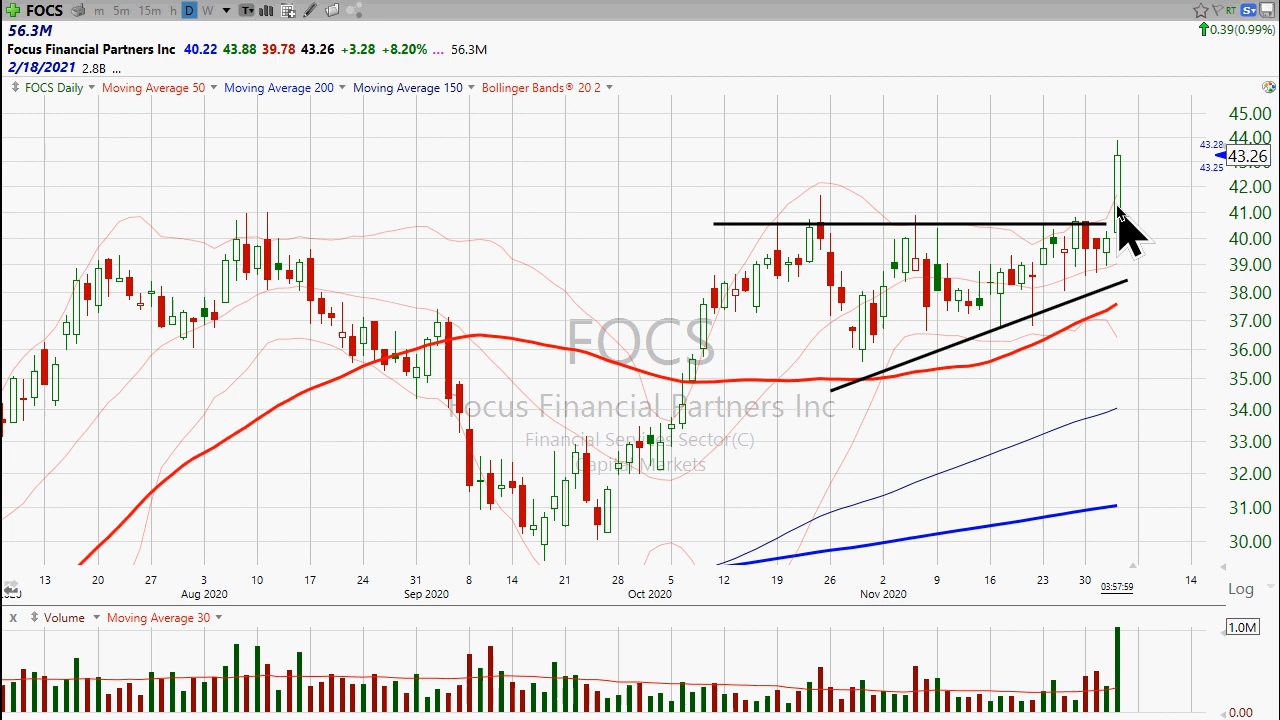 FOCS m 5m 15m h D W T RT S
56.3M
0.39(0.99%)
Focus Financial Partners Inc 40.22 43.88 39.78 43.26 +3.28 +8.20% ... 56.3M
2/18/2021 2.8B ...
FOCS Daily Moving Average 50 Moving Average 200 Moving Average 150 Bollinger Bands® 20 2
45.00
44.00
43.28
43.26
43.25
42.00
41.00
40.00
39.00
38.00
37.00
36.00
35.00
34.00
33.00
32.00
31.00
30.00
FOCS
Focus Financial Partners Inc
Financial Services Sector(C)
Capital Markets
13 20 27 3 10 17 24 31 8 14 21 28 5 12 19 26 2 9 16 23 30 03:57:59 14
Aug 2020 Sep 2020 Oct 2020 Nov 2020
Log
x Volume Moving Average 30
1.0M
0.00